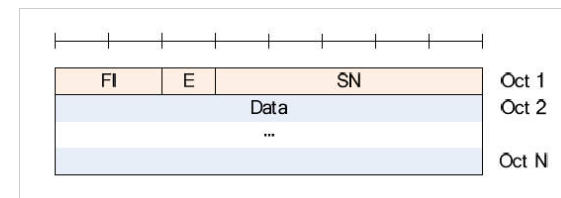 FI E SN Oct 1
Data Oct 2
...
Oct N